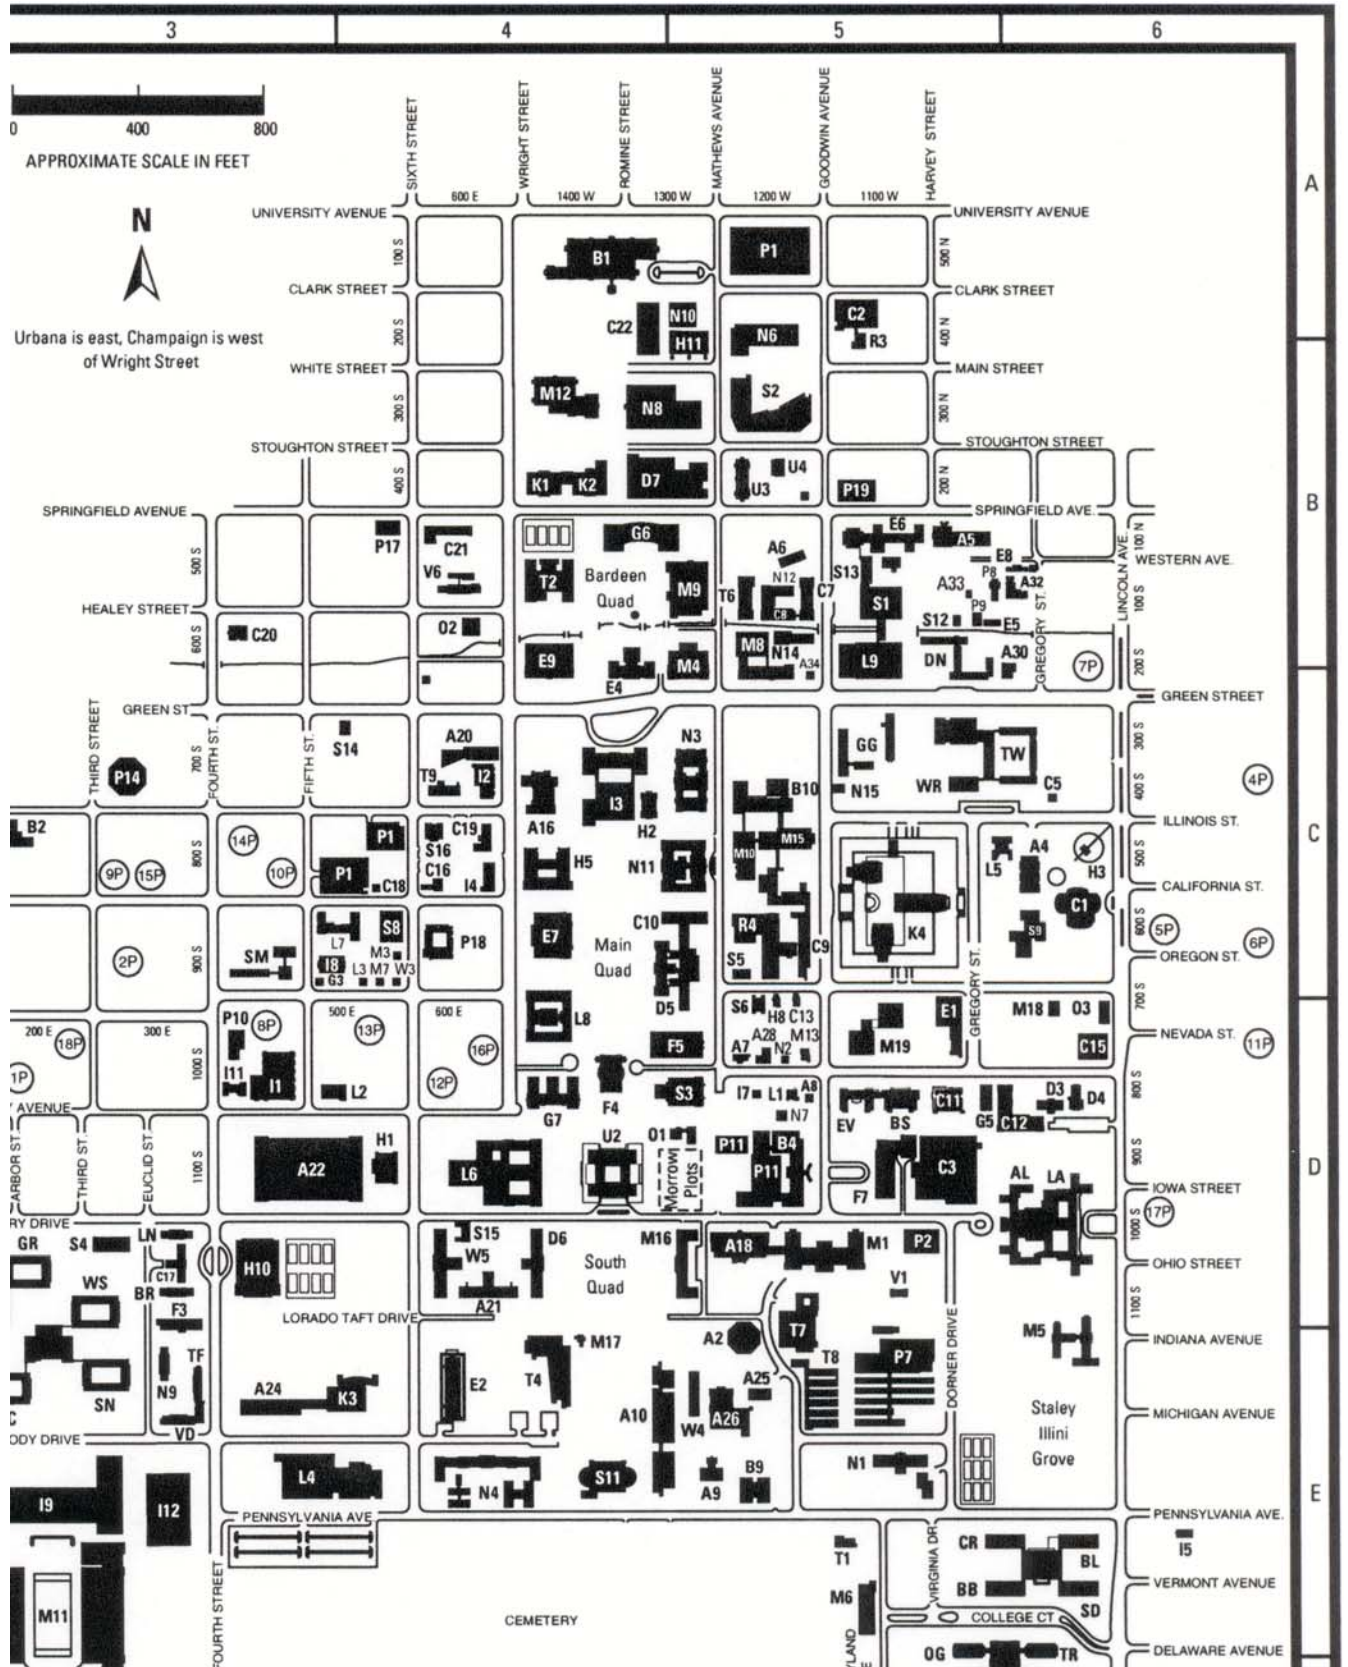 3 4 5 6
0 400 800
APPROXIMATE SCALE IN FEET
N
Urbana is east, Champaign is west
of Wright Street
SIXTH STREET
WRIGHT STREET
ROMINE STREET
MATHEWS AVENUE
GOODWIN AVENUE
HARVEY STREET
A
600 E 1400 W 1300 W 1200 W 1100 W
UNIVERSITY AVENUE UNIVERSITY AVENUE
100 S B1 P1 500 N
CLARK STREET CLARK STREET
200 S C22 N10 H11 N6 C2 R3 400 N
WHITE STREET MAIN STREET
300 S M12 N8 S2 300 N
STOUGHTON STREET STOUGHTON STREET
400 S K1 K2 D7 U3 U4 P19 200 N
B
SPRINGFIELD AVENUE SPRINGFIELD AVE.
500 S P17 C21 V6 G6 E6 A5 100 N
T2 Bardeen
Quad
M9 T6 A6 N12 C6 C7 S13 S1 A33 P8 E8 A32 P9 S12 E5
WESTERN AVE.
LINCOLN AVE.
100 S
HEALEY STREET
600 S C20 O2 E9 E4 M4 M8 N14 A34 L9 DN A30 7P 200 S
GREGORY ST.
GREEN ST. GREEN STREET
THIRD STREET
FOURTH ST.
FIFTH ST.
700 S P14 S14 A20 T9 I2 A16 I3 H2 N3 B10 GG N15 WR TW C5 4P
300 S
400 S
ILLINOIS ST.
C
B2 9P 15P 800 S 14P 10P P1 P1 C18 S16 C19 C16 I4 H5 N11 M10 M15 L5 A4 H3 500 S
CALIFORNIA ST.
2P 900 S SM L7 S8 M3 I8 G3 L3 M7 W3 P18 E7 Main
Quad
C10 D5 R4 S5 C9 K4 S9 C1 600 S 5P 6P
OREGON ST.
GREGORY ST.
700 S
200 E 300 E 500 E 600 E
18P 1P 1000 S P10 8P I11 I1 13P L2 16P 12P L8 F5 S6 H8 C13 A7 A28 N2 M13 M19 E1 M18 O3 C15 11P
NEVADA ST.
AVENUE
G7 F4 S3 I7 L1 A8 N7 EV BS C11 G5 C12 D3 D4 800 S
ARBOR ST.
THIRD ST.
EUCLID ST.
1100 S A22 H1 L6 U2 O1 Morrow
Plots
P11 B4 P11 F7 C3 AL LA 900 S
D
IOWA STREET
17P
1000 S
RY DRIVE
GR S4 LN C17 H10 S15 W5 D6 A21 South
Quad
M16 A18 M1 P2 V1
OHIO STREET
WS BR F3
1100 S
LORADO TAFT DRIVE
M5
INDIANA AVENUE
DORNER DRIVE
SN N9 TF VD A24 K3 E2 T4 M17 A2 T7 T8 P7 A10 W4 A26 A25
Staley
Illini
Grove
MICHIGAN AVENUE
C
ODY DRIVE
I9 I12 L4 N4 S11 A9 B9 N1
E
PENNSYLVANIA AVE PENNSYLVANIA AVE.
FOURTH STREET
M11
CEMETERY
T1 M6
VIRGINIA DR.
CR BL BB SD I5
VERMONT AVENUE
COLLEGE CT
YLAND
OG TR
DELAWARE AVENUE